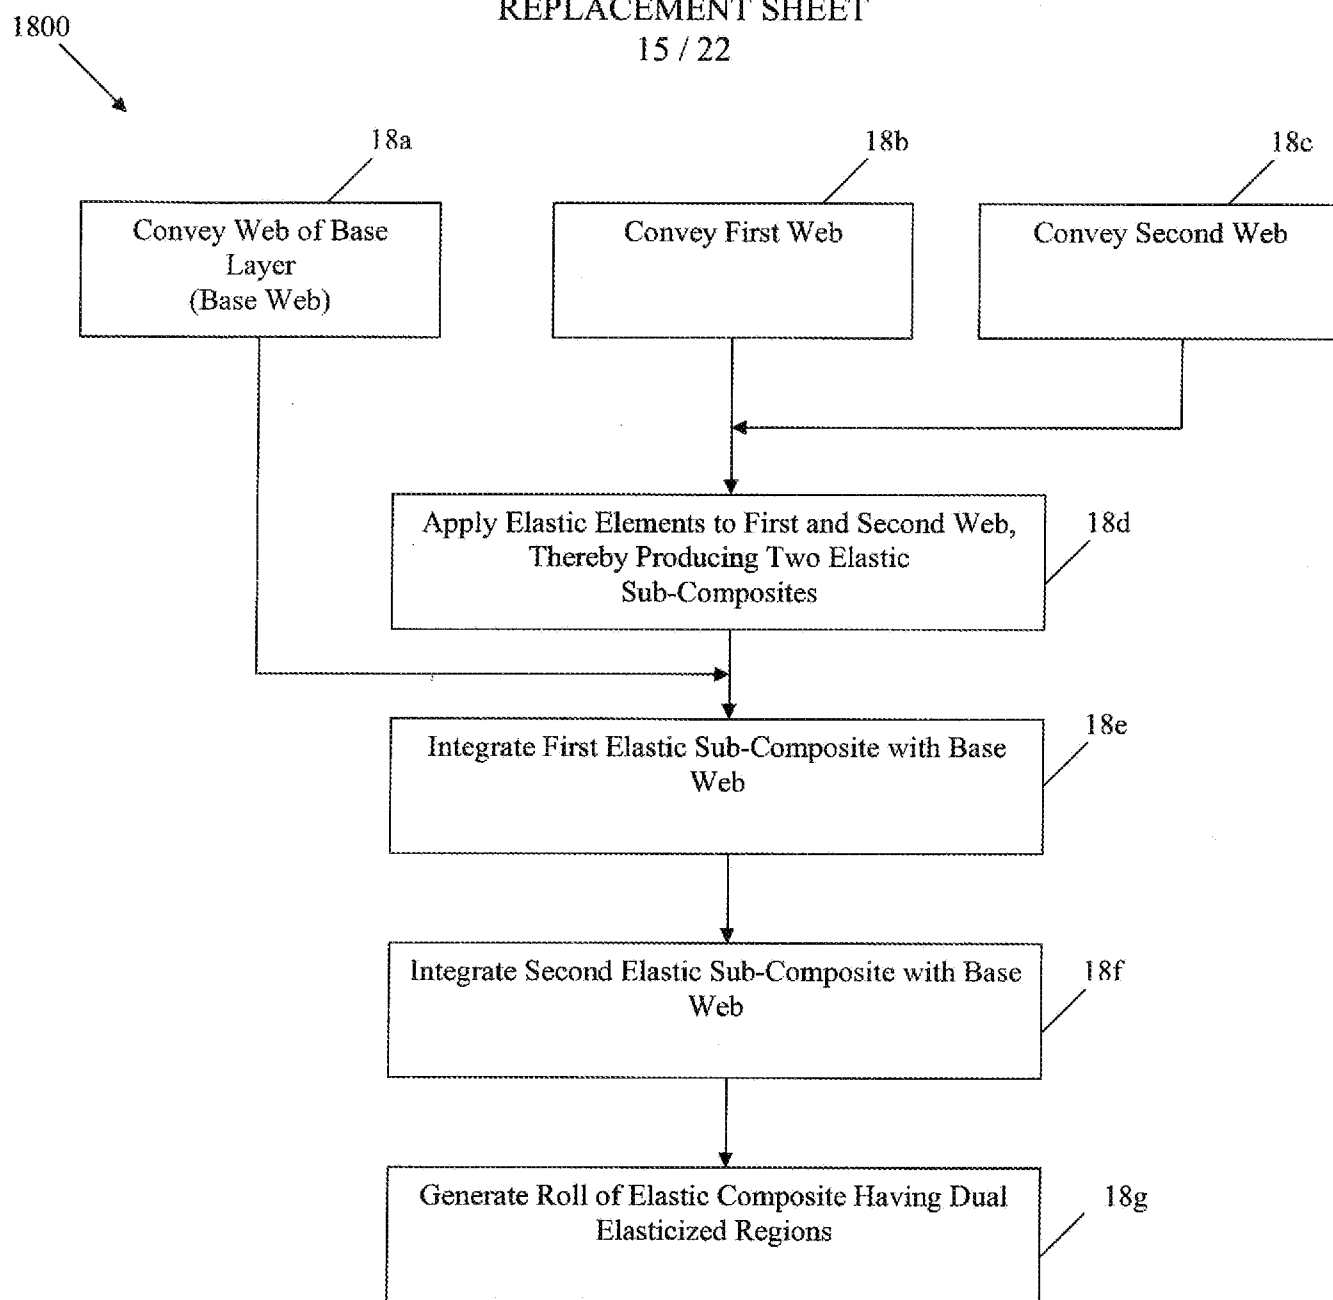 REPLACEMENT SHEET
15 / 22
1800
18a
18b
18c
Convey Web of Base
Layer
(Base Web)
Convey First Web
Convey Second Web
Apply Elastic Elements to First and Second Web,
Thereby Producing Two Elastic
Sub-Composites
18d
Integrate First Elastic Sub-Composite with Base
Web
18e
Integrate Second Elastic Sub-Composite with Base
Web
18f
Generate Roll of Elastic Composite Having Dual
Elasticized Regions
18g